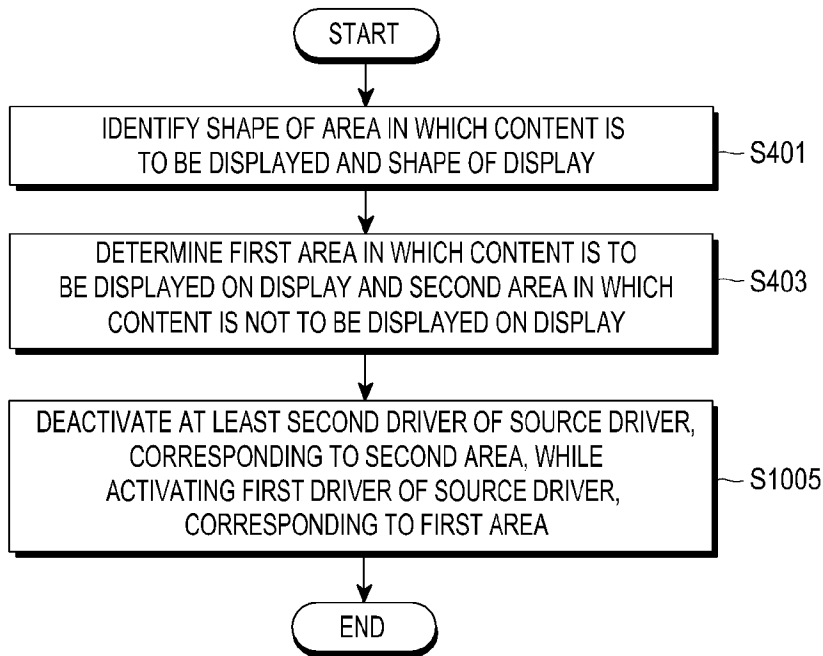 START
IDENTIFY SHAPE OF AREA IN WHICH CONTENT IS
TO BE DISPLAYED AND SHAPE OF DISPLAY
S401
DETERMINE FIRST AREA IN WHICH CONTENT IS TO
BE DISPLAYED ON DISPLAY AND SECOND AREA IN WHICH
CONTENT IS NOT TO BE DISPLAYED ON DISPLAY
S403
DEACTIVATE AT LEAST SECOND DRIVER OF SOURCE DRIVER,
CORRESPONDING TO SECOND AREA, WHILE
ACTIVATING FIRST DRIVER OF SOURCE DRIVER,
CORRESPONDING TO FIRST AREA
S1005
END